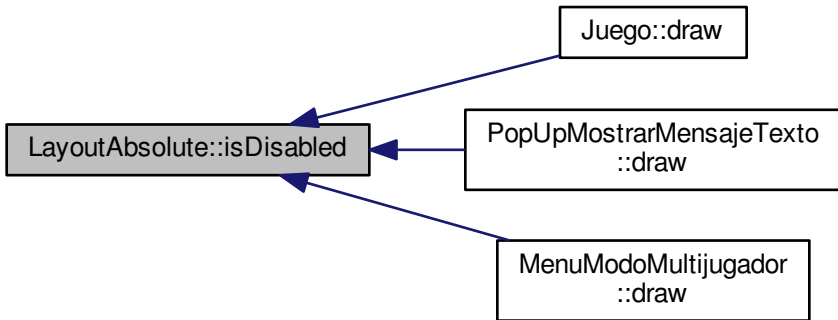 LayoutAbsolute::isDisabled
Juego::draw
PopUpMostrarMensajeTexto
::draw
MenuModoMultijugador
::draw